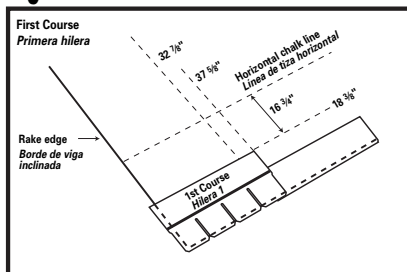 First Course
Primera hilera
32 7/8"
37 5/8"
Horizontal chalk line
Línea de tiza horizontal
16 3/4"
18 3/8"
Rake edge
Borde de viga
inclinada
1st Course
Hilera 1